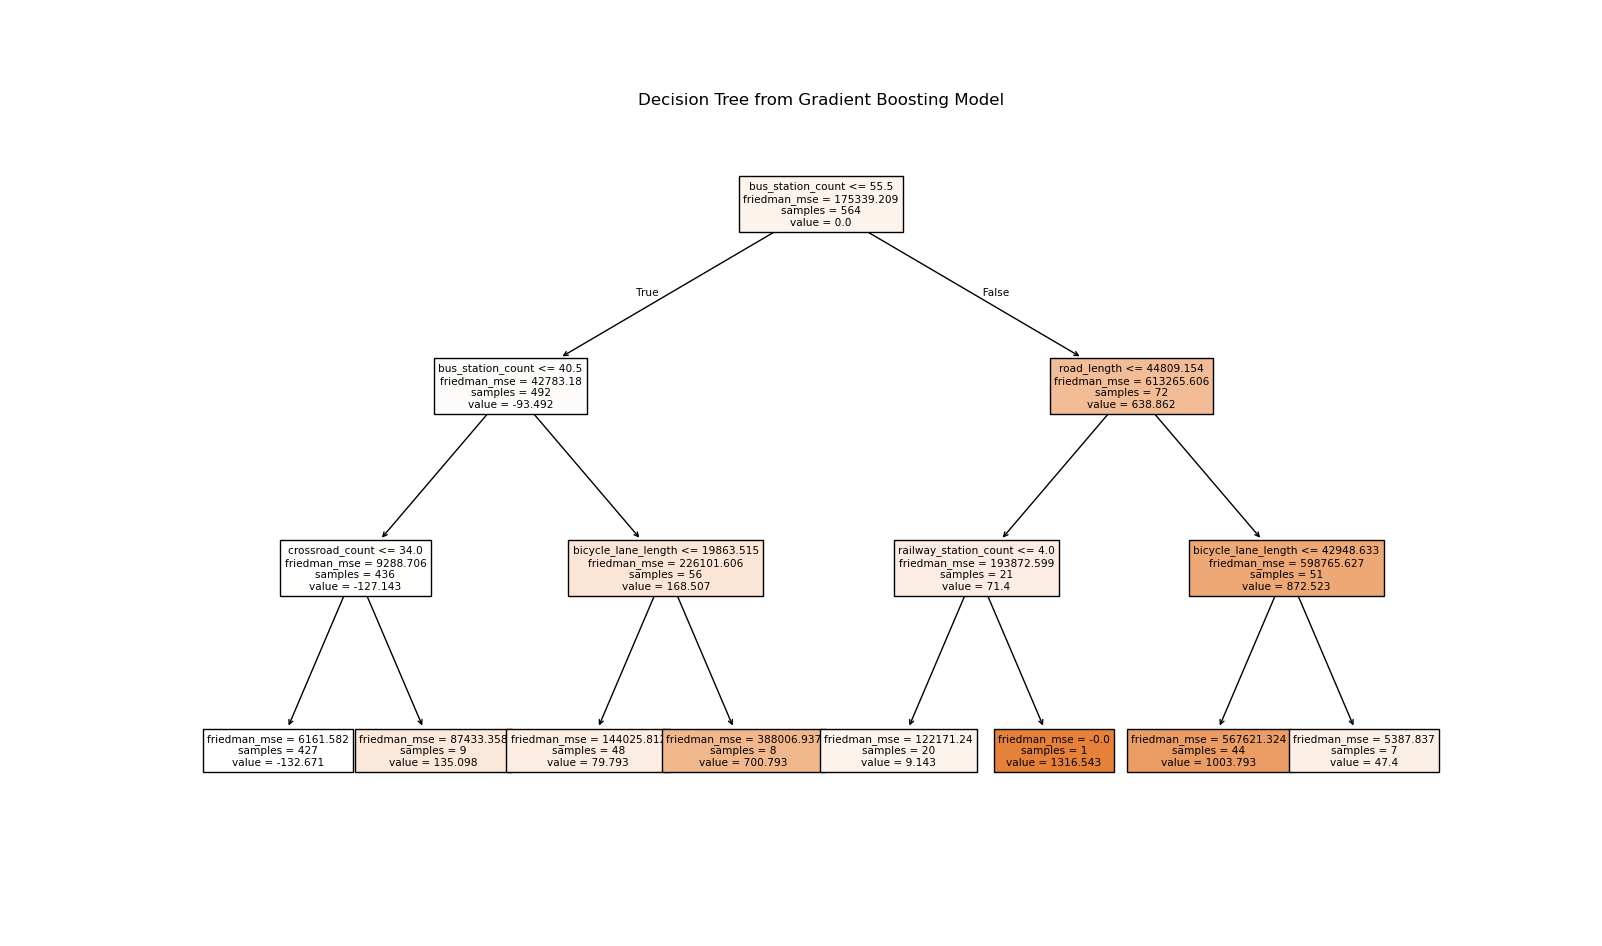 Decision Tree from Gradient Boosting Model
bus_station_count <= 55.5
friedman_mse = 175339.209
samples = 564
value = 0.0
True
False
bus_station_count <= 40.5
friedman_mse = 42783.18
samples = 492
value = -93.492
road_length <= 44809.154
friedman_mse = 613265.606
samples = 72
value = 638.862
crossroad_count <= 34.0
friedman_mse = 9288.706
samples = 436
value = -127.143
bicycle_lane_length <= 19863.515
friedman_mse = 226101.606
samples = 56
value = 168.507
railway_station_count <= 4.0
friedman_mse = 193872.599
samples = 21
value = 71.4
bicycle_lane_length <= 42948.633
friedman_mse = 598765.627
samples = 51
value = 872.523
friedman_mse = 6161.582
samples = 427
value = -132.671
friedman_mse = 87433.358
samples = 9
value = 135.098
friedman_mse = 144025.812
samples = 48
value = 79.793
friedman_mse = 388006.937
samples = 8
value = 700.793
friedman_mse = 122171.24
samples = 20
value = 9.143
friedman_mse = -0.0
samples = 1
value = 1316.543
friedman_mse = 567621.324
samples = 44
value = 1003.793
friedman_mse = 5387.837
samples = 7
value = 47.4